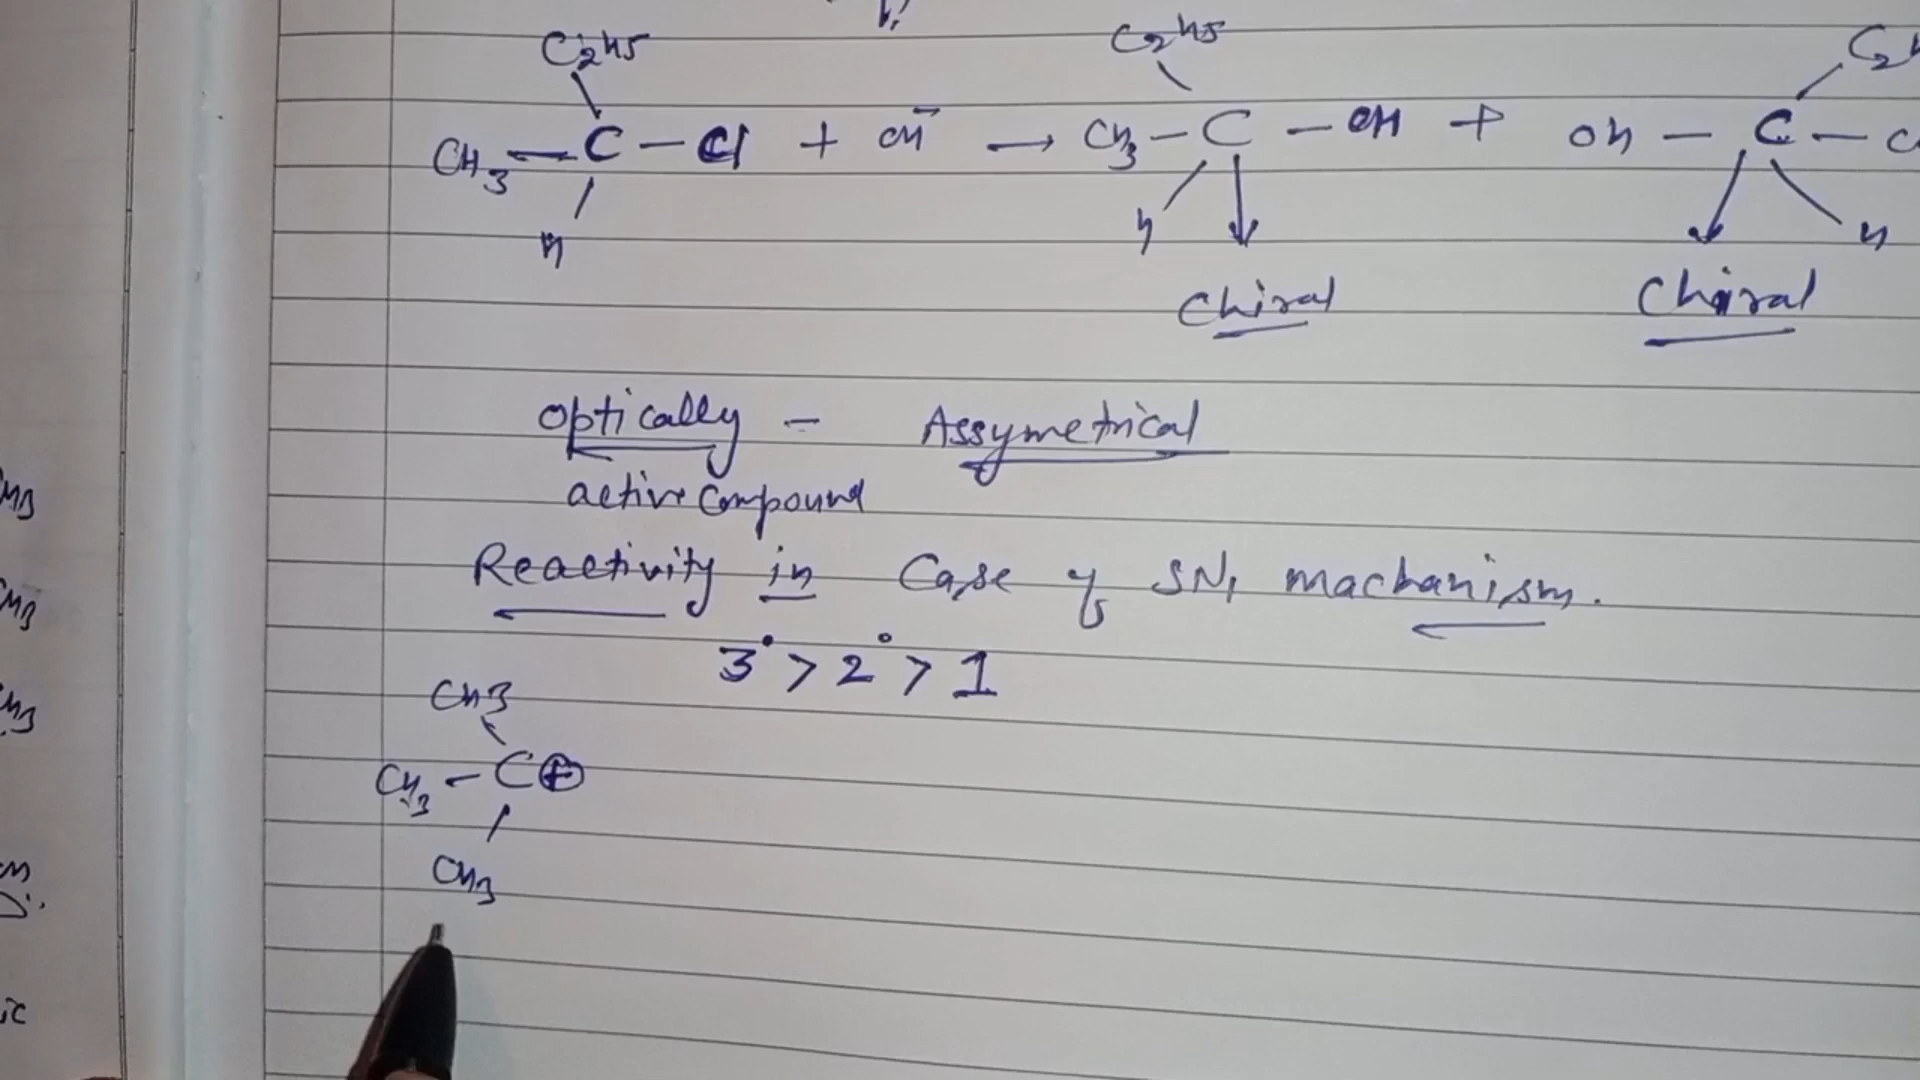 C2H5 C2H5
CH3 — C — Cl + OH⁻ → CH3 — C — OH + OH — C —
H H H
Chiral Chiral
Optically - Assymetrical
active Compound
Reactivity in Case of SN1 machanism.
3° > 2° > 1
CH3
CH3 - C⊕
CH3